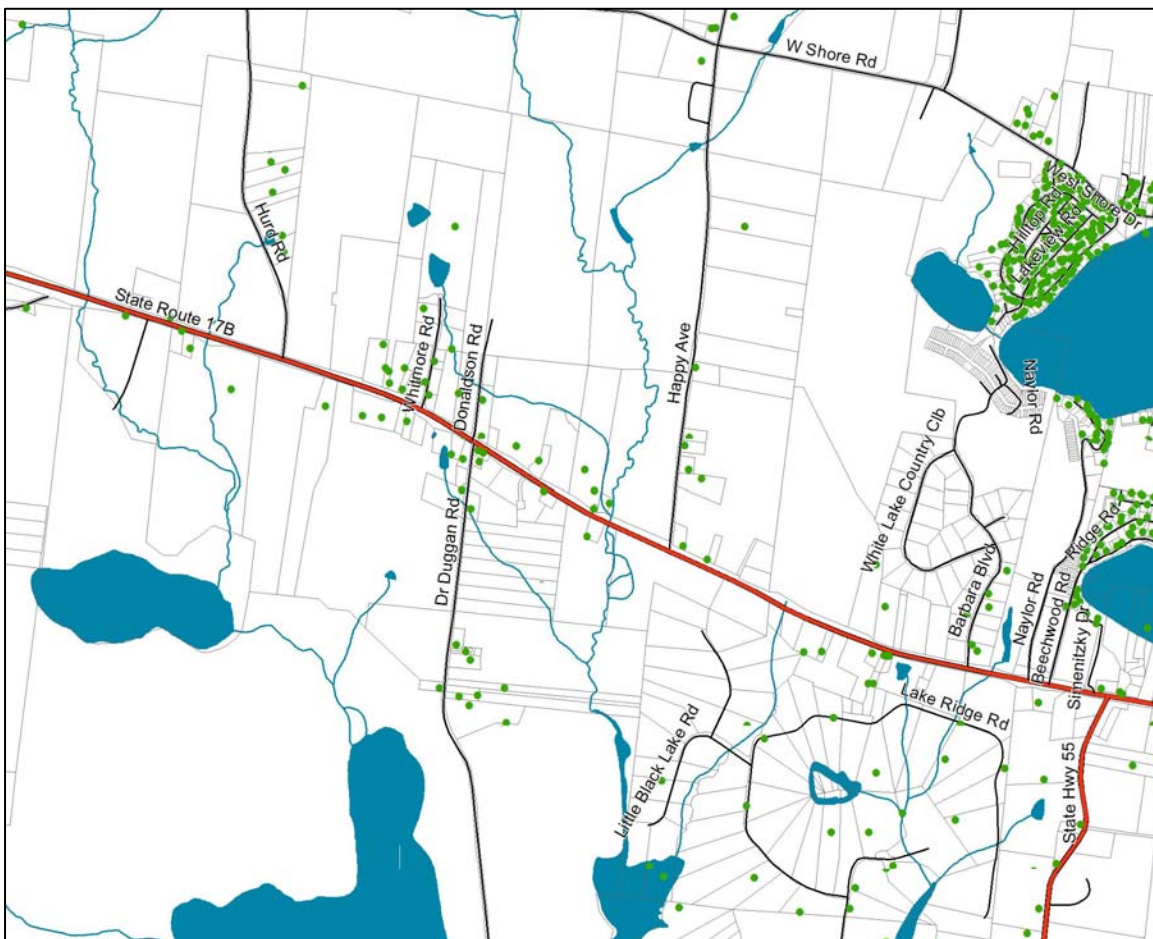 W Shore Rd
West Shore Dr
Hilltop Rd
Lakeview Rd
Hurd Rd
State Route 17B
Whitmore Rd
Donaldson Rd
Happy Ave
Naylor Rd
White Lake Country Clb
Dr Duggan Rd
Ridge Rd
Barbara Blvd
Naylor Rd
Beechwood Rd
Simenitzky Dr
Lake Ridge Rd
Little Black Lake Rd
State Hwy 55